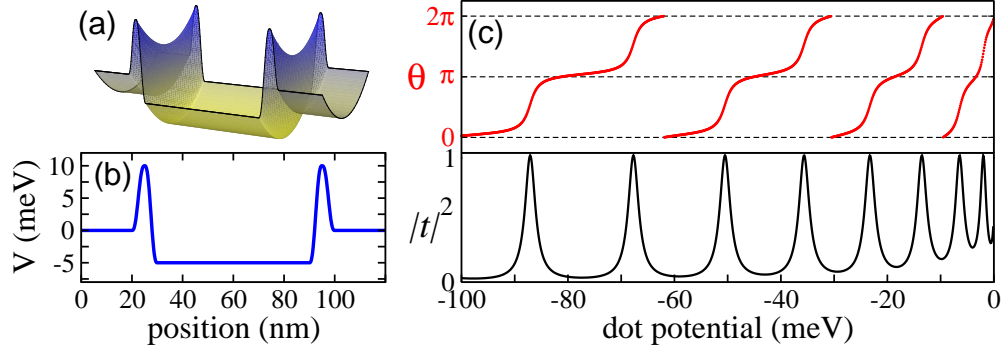 (a)
(b)
10
5
0
-5
V (meV)
0 20 40 60 80 100
position (nm)
(c)
2π
θ π
0
1
|t|²
0
-100 -80 -60 -40 -20 0
dot potential (meV)